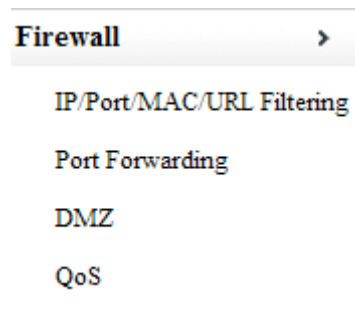 Firewall
IP/Port/MAC/URL Filtering
Port Forwarding
DMZ
QoS